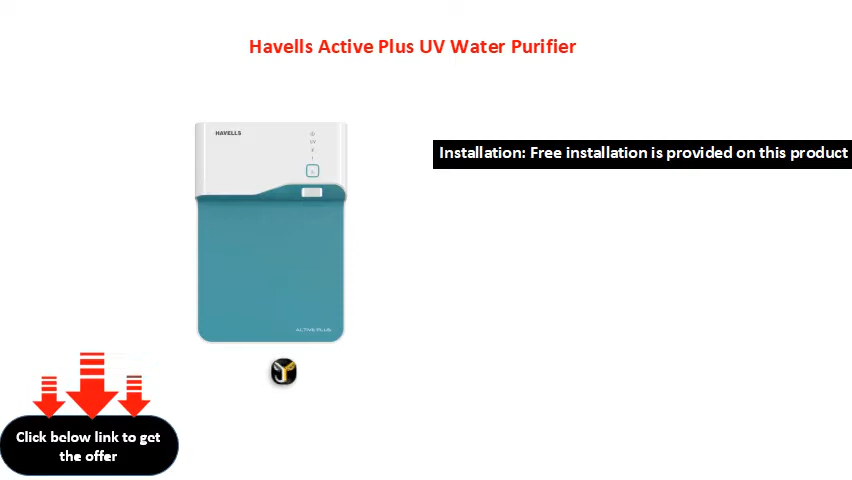 Havells Active Plus UV Water Purifier
HAVELLS
UV
Installation: Free installation is provided on this product
ACTIVE PLUS
Click below link to get
the offer